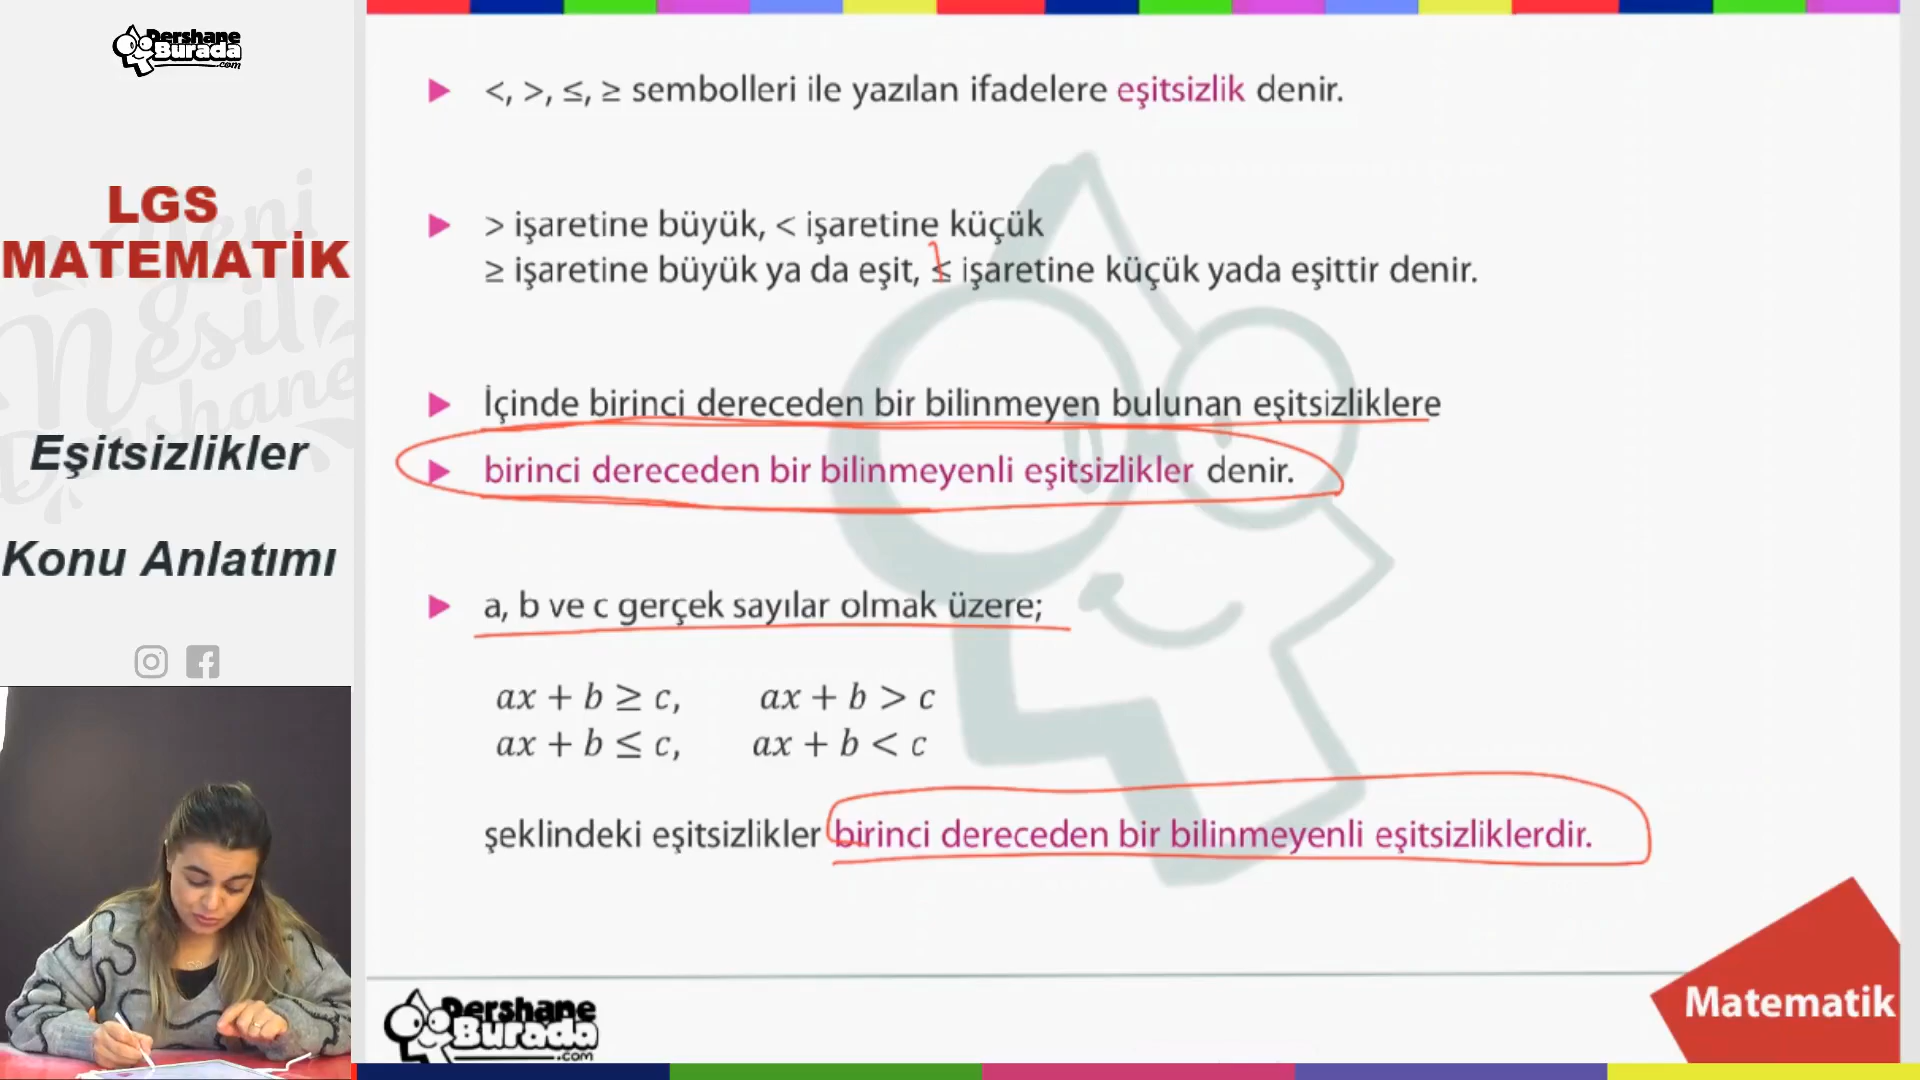 Dershane
Burada
.com
LGS
MATEMATİK
Yeni
Nesil
Dershane
Eşitsizlikler
Konu Anlatımı
<, >, ≤, ≥ sembolleri ile yazılan ifadelere eşitsizlik denir.
> işaretine büyük, < işaretine küçük
≥ işaretine büyük ya da eşit, ≤ işaretine küçük yada eşittir denir.
İçinde birinci dereceden bir bilinmeyen bulunan eşitsizliklere
birinci dereceden bir bilinmeyenli eşitsizlikler denir.
a, b ve c gerçek sayılar olmak üzere;
ax + b ≥ c, ax + b > c
ax + b ≤ c, ax + b < c
şeklindeki eşitsizlikler birinci dereceden bir bilinmeyenli eşitsizliklerdir.
Dershane
Burada
.com
Matematik